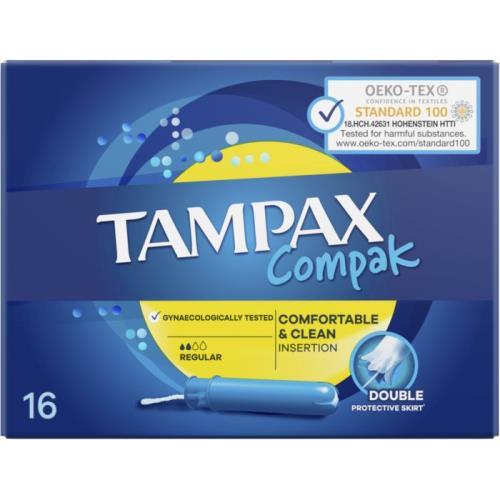 OEKO-TEX®
CONFIDENCE IN TEXTILES
STANDARD 100
18.HCH.42631 HOHENSTEIN HTTI
Tested for harmful substances.
www.oeko-tex.com/standard100
TAMPAX
Compak
GYNAECOLOGICALLY TESTED
REGULAR
COMFORTABLE
& CLEAN
INSERTION
DOUBLE
PROTECTIVE SKIRT*
16